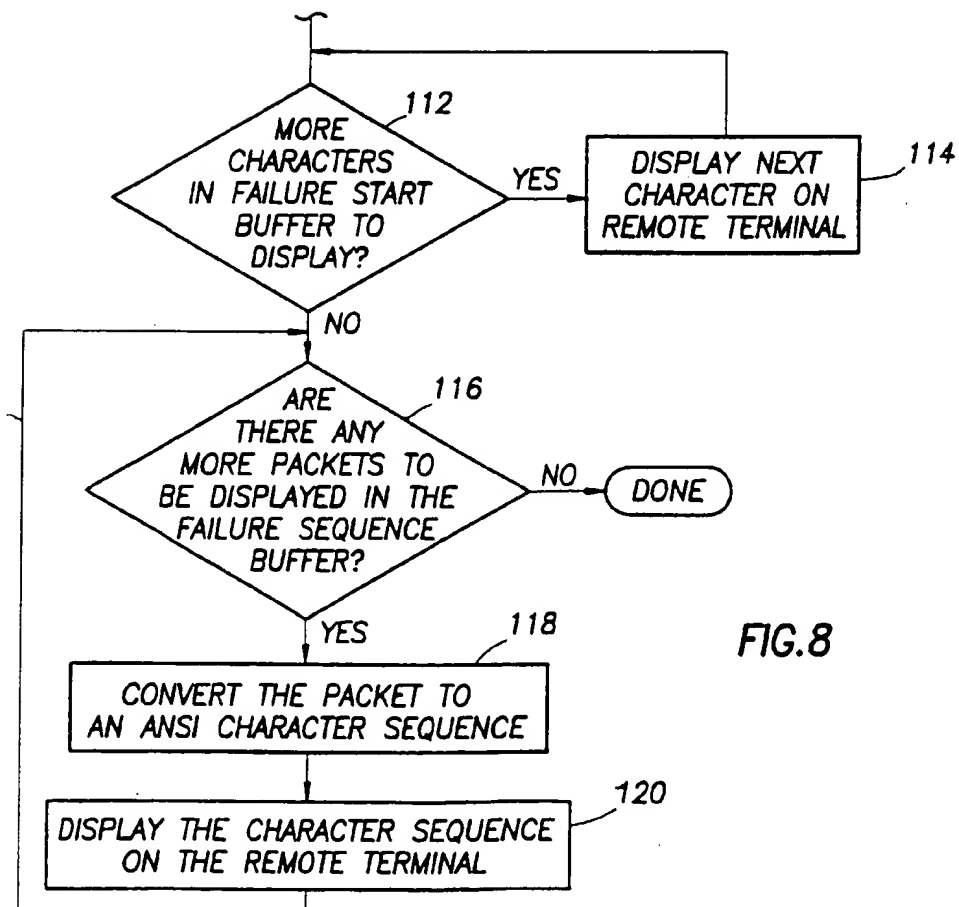 112
MORE
CHARACTERS
IN FAILURE START
BUFFER TO
DISPLAY?
YES
DISPLAY NEXT
CHARACTER ON
REMOTE TERMINAL
114
NO
116
ARE
THERE ANY
MORE PACKETS TO
BE DISPLAYED IN THE
FAILURE SEQUENCE
BUFFER?
NO
DONE
YES
118
CONVERT THE PACKET TO
AN ANSI CHARACTER SEQUENCE
FIG.8
120
DISPLAY THE CHARACTER SEQUENCE
ON THE REMOTE TERMINAL